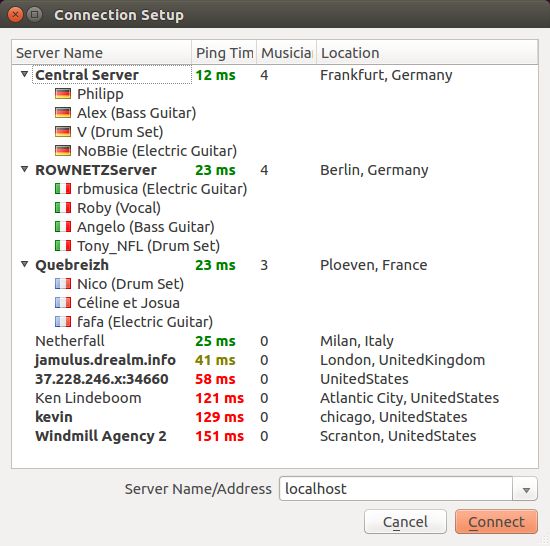 Connection Setup
Server Name Ping Tim Musician Location
Central Server 12 ms 4 Frankfurt, Germany
Philipp
Alex (Bass Guitar)
V (Drum Set)
NoBBie (Electric Guitar)
ROWNETZServer 23 ms 4 Berlin, Germany
rbmusica (Electric Guitar)
Roby (Vocal)
Angelo (Bass Guitar)
Tony_NFL (Drum Set)
Quebreizh 23 ms 3 Ploeven, France
Nico (Drum Set)
Céline et Josua
fafa (Electric Guitar)
Netherfall 25 ms 0 Milan, Italy
jamulus.drealm.info 41 ms 0 London, UnitedKingdom
37.228.246.x:34660 58 ms 0 UnitedStates
Ken Lindeboom 121 ms 0 Atlantic City, UnitedStates
kevin 129 ms 0 chicago, UnitedStates
Windmill Agency 2 151 ms 0 Scranton, UnitedStates
Server Name/Address localhost
Cancel Connect